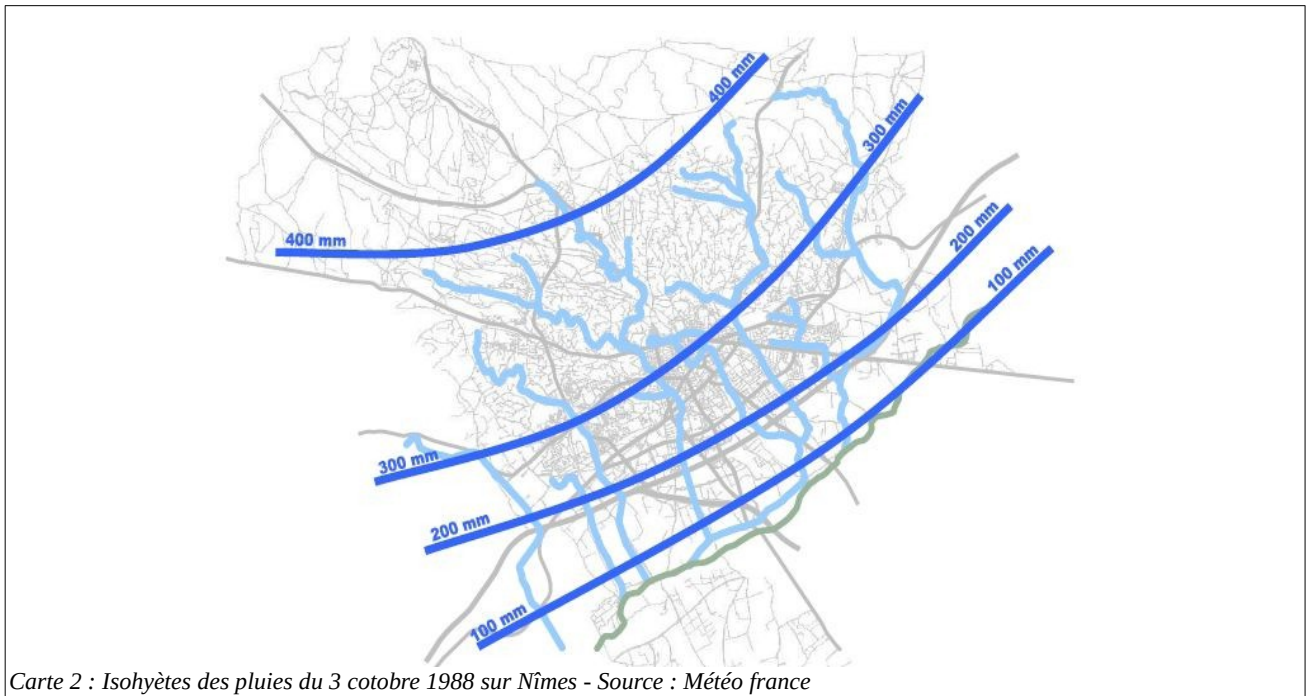 400 mm
300 mm
400 mm
200 mm
100 mm
300 mm
200 mm
100 mm
Carte 2 : Isohyètes des pluies du 3 cotobre 1988 sur Nîmes - Source : Météo france